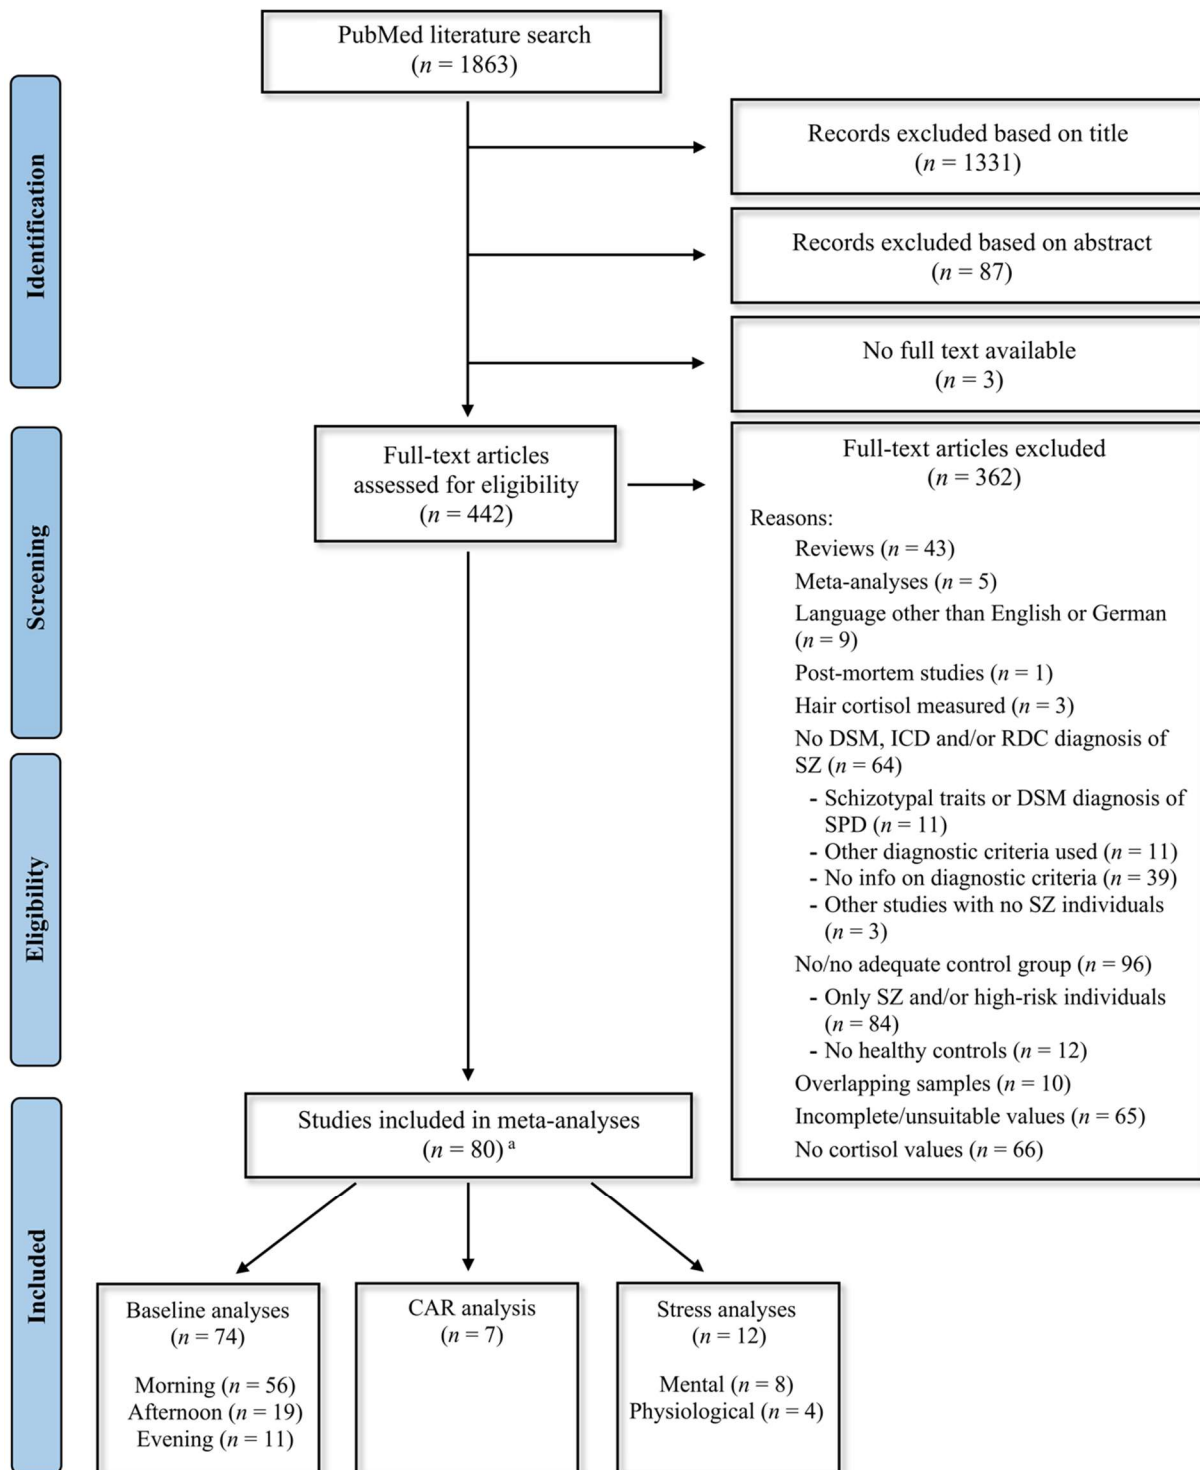 PubMed literature search
(n = 1863)
Identification
Records excluded based on title
(n = 1331)
Records excluded based on abstract
(n = 87)
No full text available
(n = 3)
Screening
Full-text articles
assessed for eligibility
(n = 442)
Full-text articles excluded
(n = 362)
Reasons:
Reviews (n = 43)
Meta-analyses (n = 5)
Language other than English or German
(n = 9)
Post-mortem studies (n = 1)
Hair cortisol measured (n = 3)
No DSM, ICD and/or RDC diagnosis of
SZ (n = 64)
- Schizotypal traits or DSM diagnosis of
SPD (n = 11)
- Other diagnostic criteria used (n = 11)
- No info on diagnostic criteria (n = 39)
- Other studies with no SZ individuals
(n = 3)
No/no adequate control group (n = 96)
- Only SZ and/or high-risk individuals
(n = 84)
- No healthy controls (n = 12)
Overlapping samples (n = 10)
Incomplete/unsuitable values (n = 65)
No cortisol values (n = 66)
Eligibility
Included
Studies included in meta-analyses
(n = 80) a
Baseline analyses
(n = 74)
Morning (n = 56)
Afternoon (n = 19)
Evening (n = 11)
CAR analysis
(n = 7)
Stress analyses
(n = 12)
Mental (n = 8)
Physiological (n = 4)